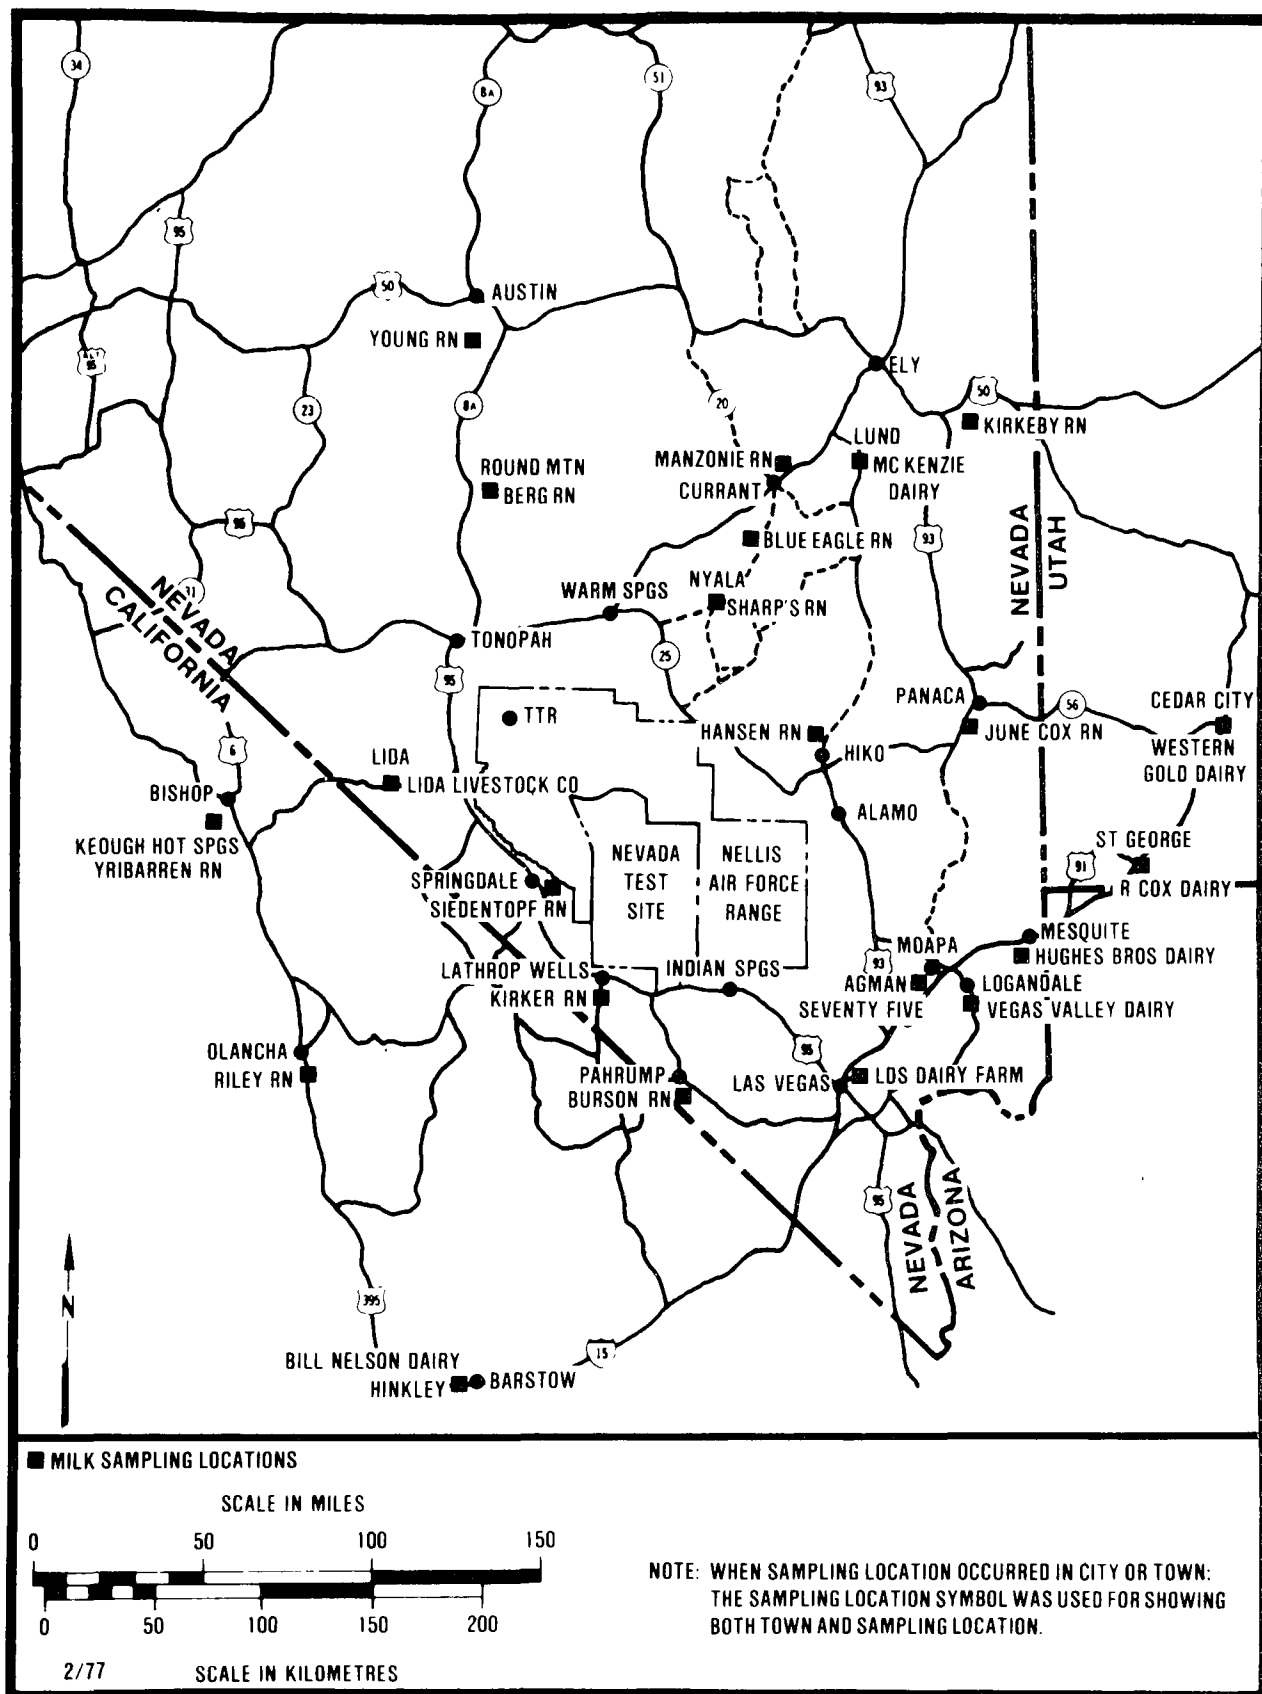 34
8A
51
93
95
50
AUSTIN
YOUNG RN
ALT
95
23
8A
20
ELY
50
KIRKEBY RN
LUND
MANZONIE RN
MC KENZIE
DAIRY
CURRANT
ROUND MTN
BERG RN
95
BLUE EAGLE RN
93
NEVADA
UTAH
31
NEVADA
CALIFORNIA
WARM SPGS
NYALA
SHARP'S RN
TONOPAH
25
95
TTR
PANACA
56
CEDAR CITY
HANSEN RN
JUNE COX RN
WESTERN
GOLD DAIRY
6
HIKO
LIDA
LIDA LIVESTOCK CO
BISHOP
ALAMO
KEOUGH HOT SPGS
YRIBARREN RN
NEVADA
TEST
SITE
NELLIS
AIR FORCE
RANGE
ST GEORGE
91
R COX DAIRY
SPRINGDALE
SIEDENTOPF RN
MESQUITE
HUGHES BROS DAIRY
MOAPA
93
LATHROP WELLS
KIRKER RN
INDIAN SPGS
AGMAN
SEVENTY FIVE
LOGANDALE
VEGAS VALLEY DAIRY
OLANCHA
RILEY RN
95
PAHRUMP
BURSON RN
LAS VEGAS
LDS DAIRY FARM
95
NEVADA
ARIZONA
N
395
15
BILL NELSON DAIRY
HINKLEY
BARSTOW
MILK SAMPLING LOCATIONS
SCALE IN MILES
0 50 100 150
0 50 100 150 200
2/77 SCALE IN KILOMETRES
NOTE: WHEN SAMPLING LOCATION OCCURRED IN CITY OR TOWN:
THE SAMPLING LOCATION SYMBOL WAS USED FOR SHOWING
BOTH TOWN AND SAMPLING LOCATION.